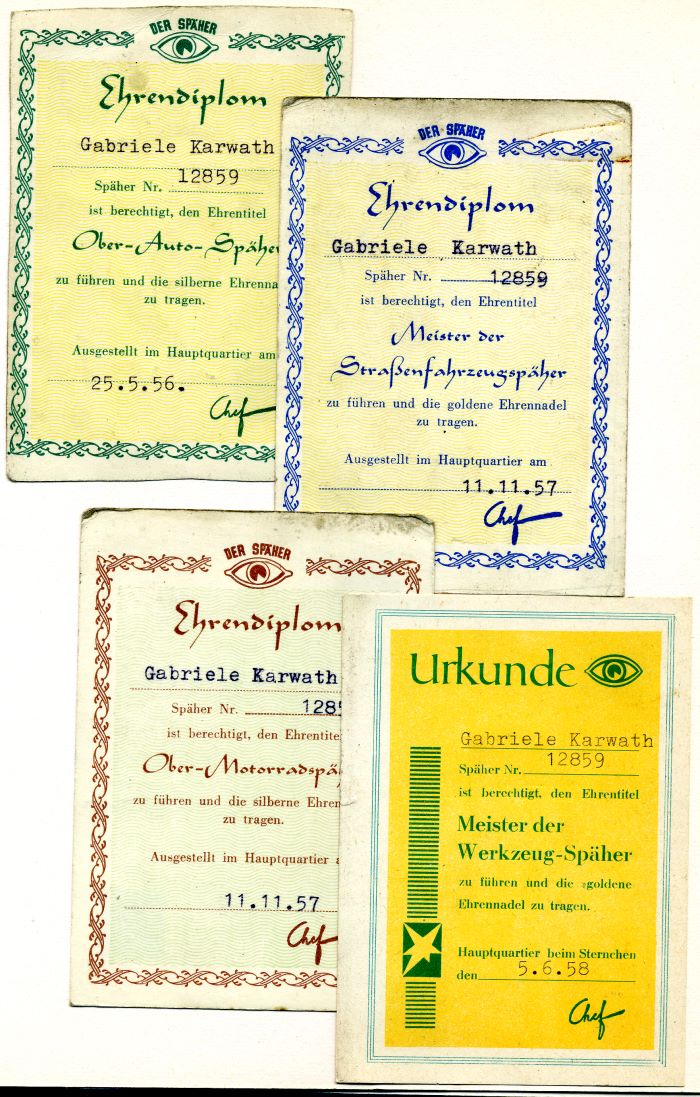 DER SPÄHER
Ehrendiplom
Gabriele Karwath
Späher Nr. 12859
ist berechtigt, den Ehrentitel
Ober-Auto-Späher
zu führen und die silberne Ehrenna
zu tragen.
Ausgestellt im Hauptquartier am
25.5.56.
Chef
DER SPÄHER
Ehrendiplom
Gabriele Karwath
Späher Nr. 12859
ist berechtigt, den Ehrentitel
Meister der
Straßenfahrzeugspäher
zu führen und die goldene Ehrennadel
zu tragen.
Ausgestellt im Hauptquartier am
11.11.57
Chef
DER SPÄHER
Ehrendiplom
Gabriele Karwath
Späher Nr. 1285
ist berechtigt, den Ehrentite
Ober-Motorradspä
zu führen und die silberne Ehren
zu tragen.
Ausgestellt im Hauptquartier
11.11.57
Chef
Urkunde
Gabriele Karwath
Späher Nr. 12859
ist berechtigt, den Ehrentitel
Meister der
Werkzeug-Späher
zu führen und die goldene
Ehrennadel zu tragen.
Hauptquartier beim Sternchen
den 5.6.58
Chef